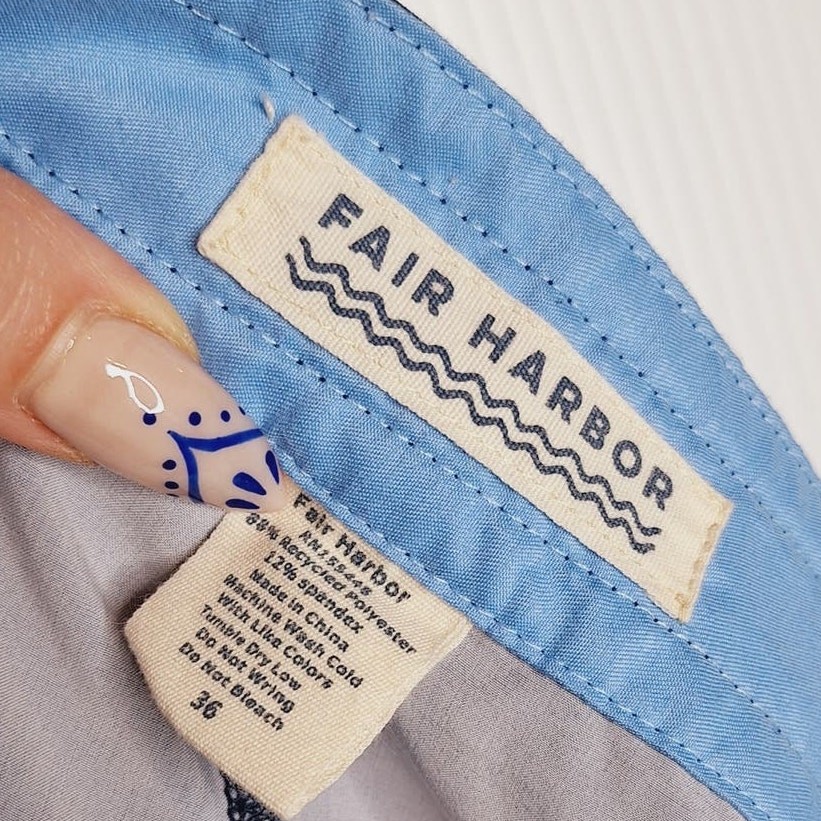 FAIR HARBOR
Fair Harbor
RN155446
88% Recycled Polyester
12% Spandex
Made in China
Machine Wash Cold
With Like Colors
Tumble Dry Low
Do Not Wring
Do Not Bleach
36